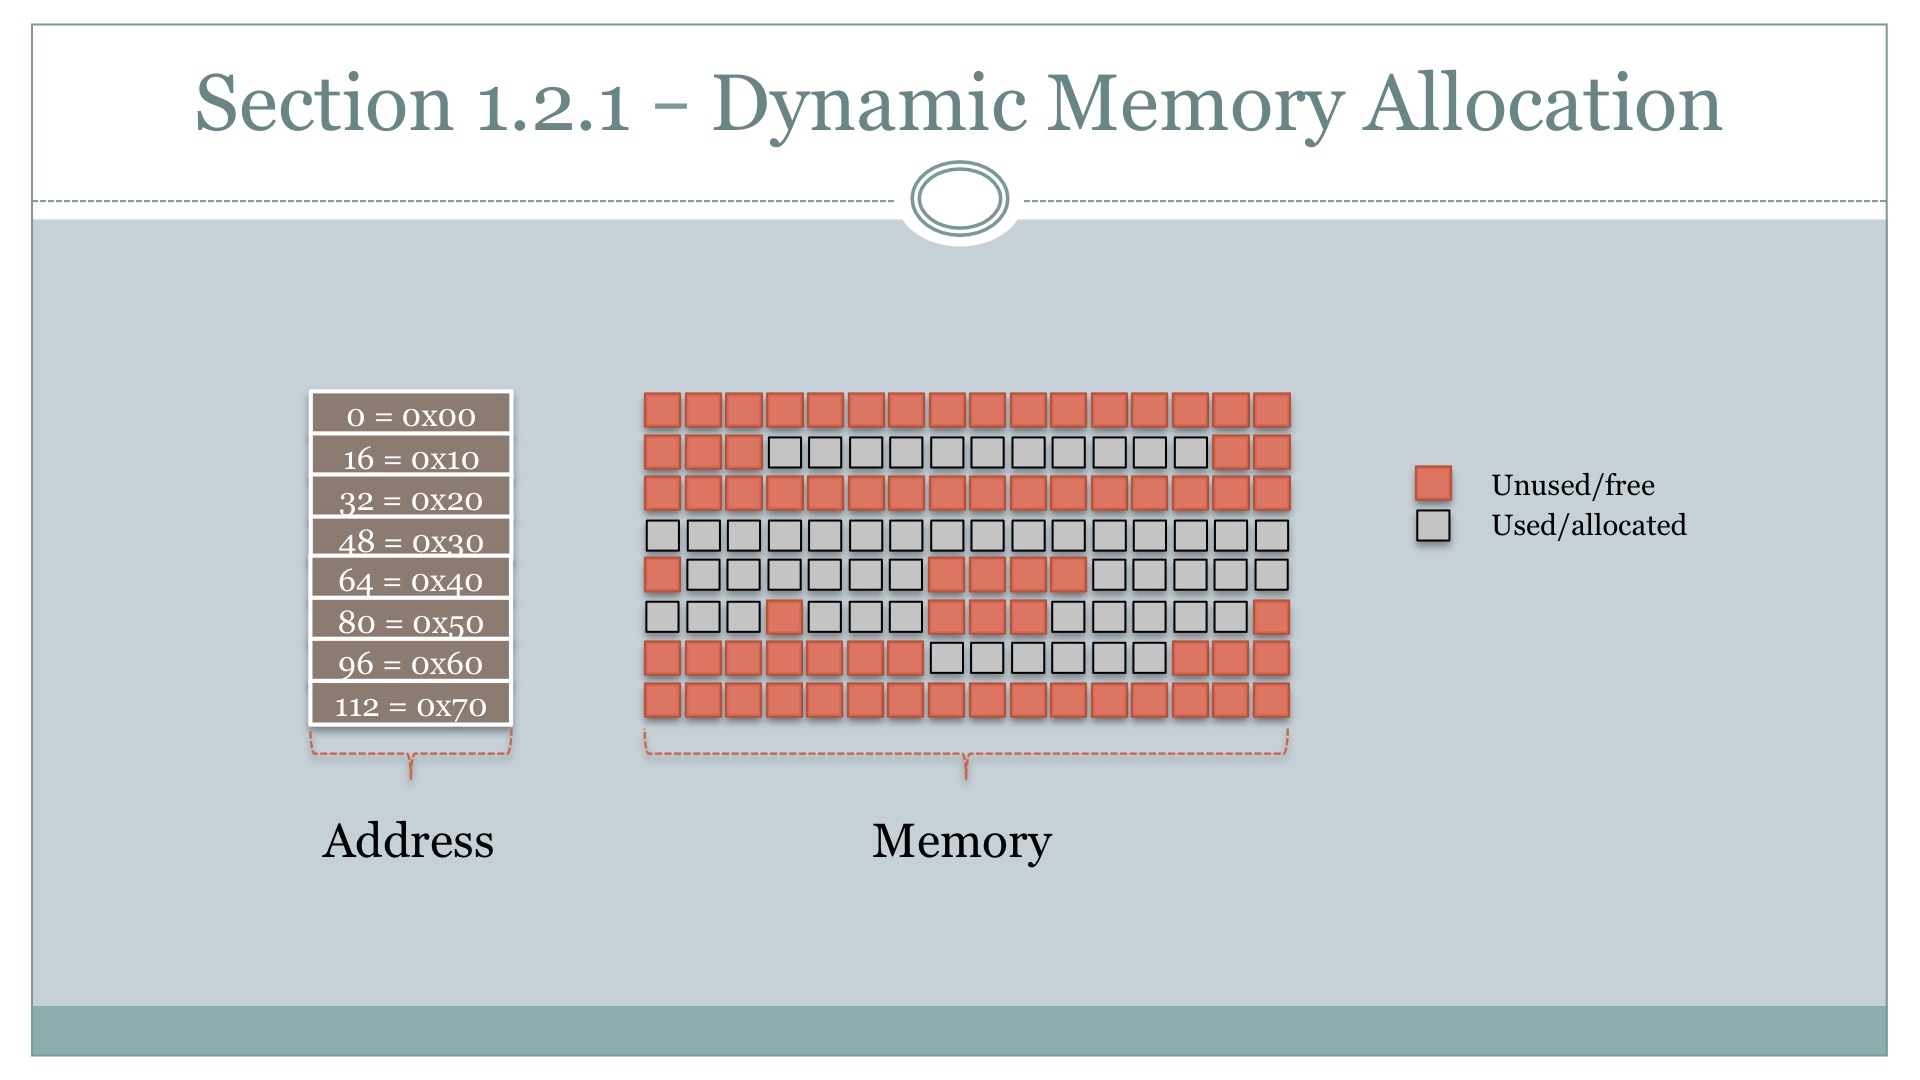 Section 1.2.1 – Dynamic Memory Allocation
0 = 0x00
16 = 0x10
32 = 0x20
48 = 0x30
64 = 0x40
80 = 0x50
96 = 0x60
112 = 0x70
Unused/free
Used/allocated
Address
Memory